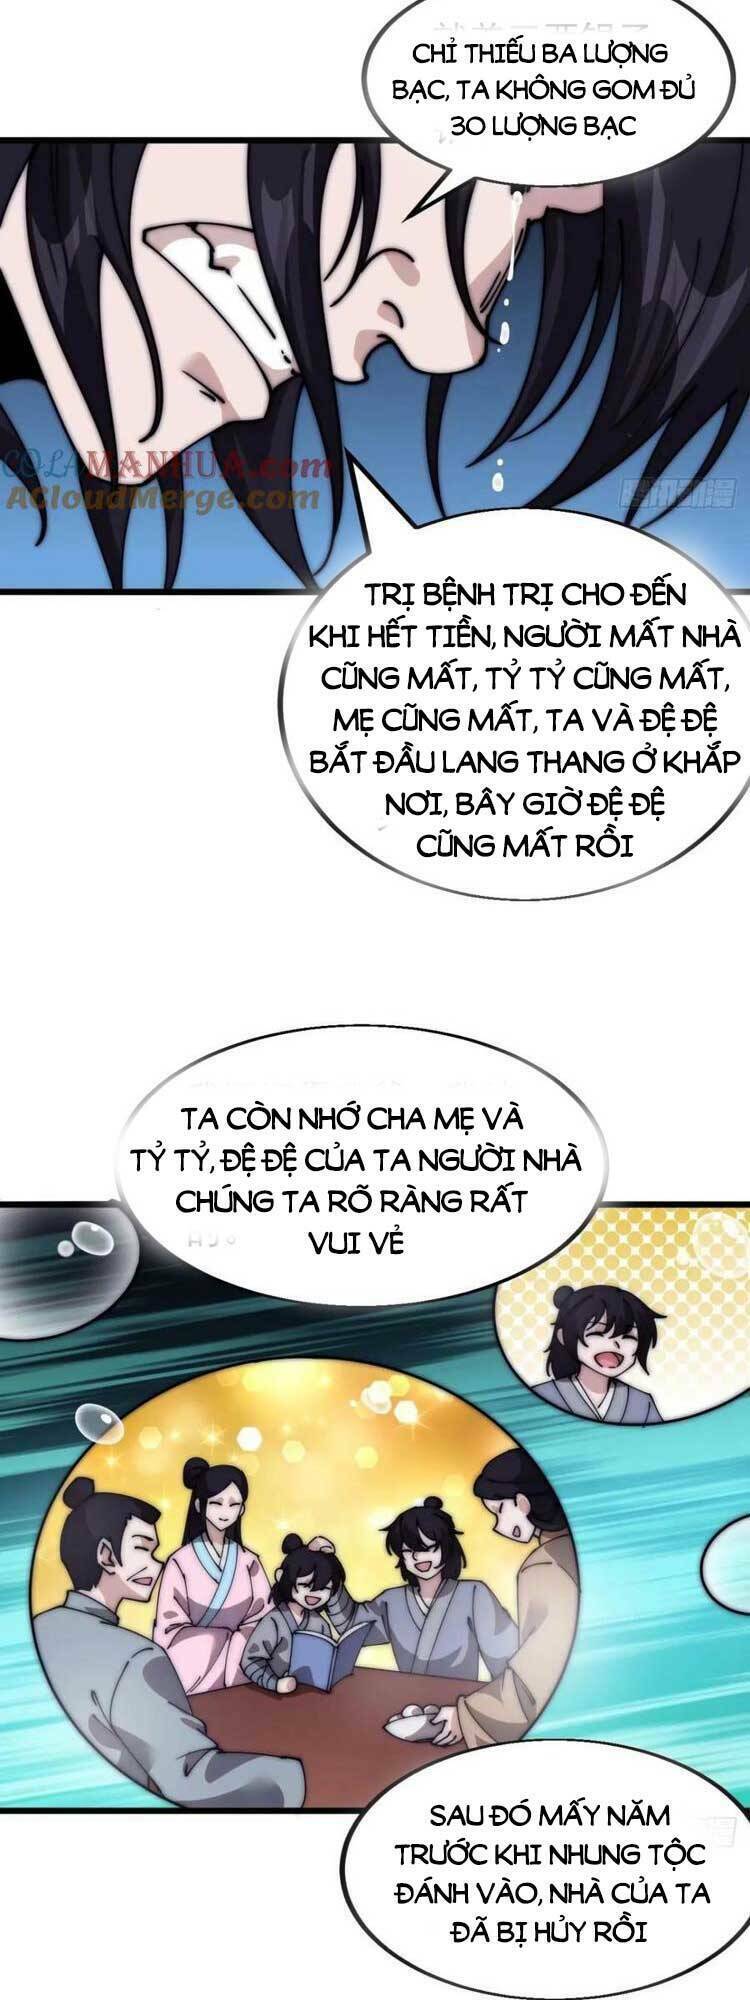 CHỈ THIẾU BA LƯỢNG
BẠC, TA KHÔNG GOM ĐỦ
30 LƯỢNG BẠC
COLAMANHUA.com
ACloudMerge.com
TRỊ BỆNH TRỊ CHO ĐẾN
KHI HẾT TIỀN, NGƯỜI MẤT NHÀ
CŨNG MẤT, TỶ TỶ CŨNG MẤT,
MẸ CŨNG MẤT, TA VÀ ĐỆ ĐỆ
BẮT ĐẦU LANG THANG Ở KHẮP
NƠI, BÂY GIỜ ĐỆ ĐỆ
CŨNG MẤT RỒI
TA CÒN NHỚ CHA MẸ VÀ
TỶ TỶ, ĐỆ ĐỆ CỦA TA NGƯỜI NHÀ
CHÚNG TA RÕ RÀNG RẤT
VUI VẺ
SAU ĐÓ MẤY NĂM
TRƯỚC KHI NHUNG TỘC
ĐÁNH VÀO, NHÀ CỦA TA
ĐÃ BỊ HỦY RỒI